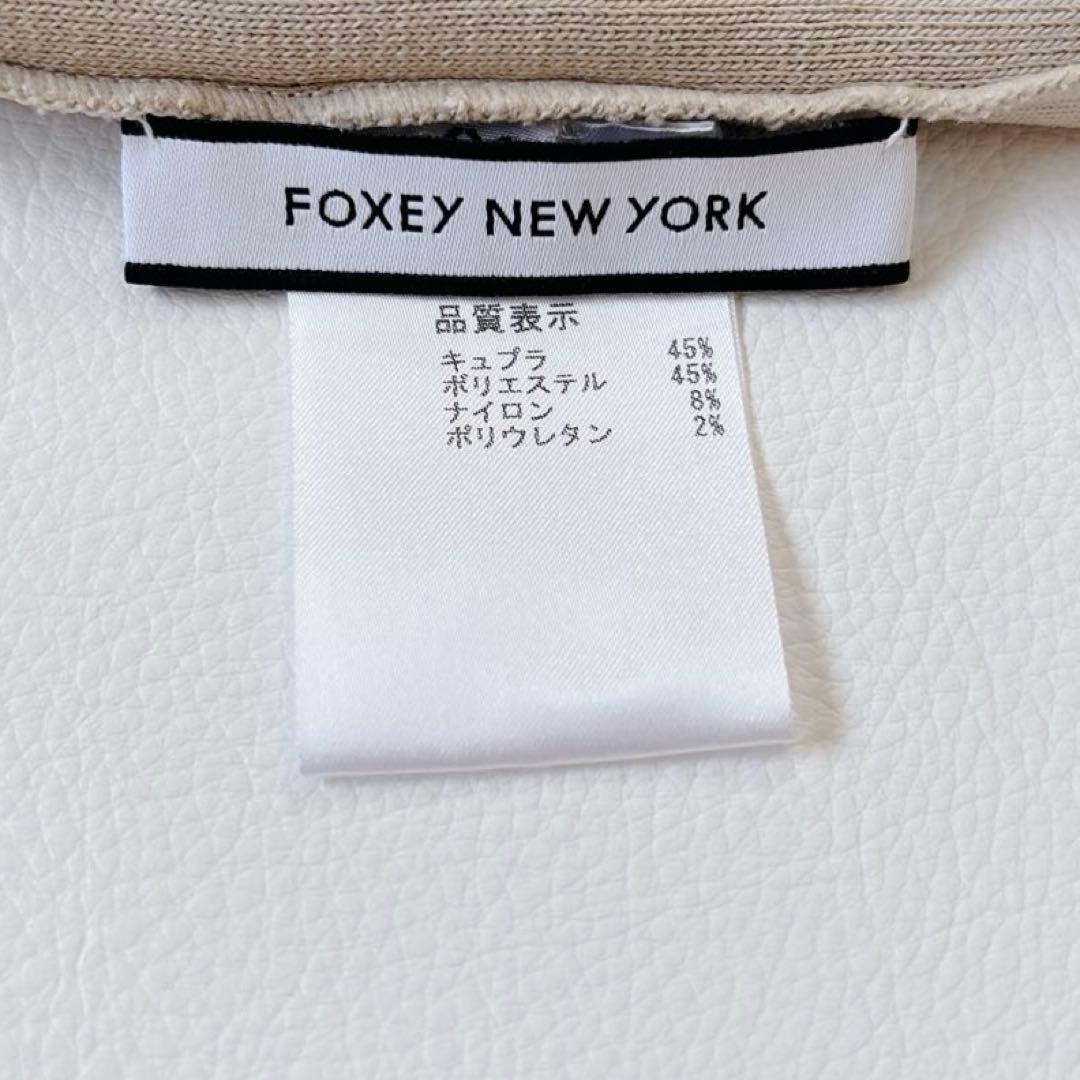 FOXEY NEW YORK
品質表示
キュプラ 45%
ポリエステル 45%
ナイロン 8%
ポリウレタン 2%